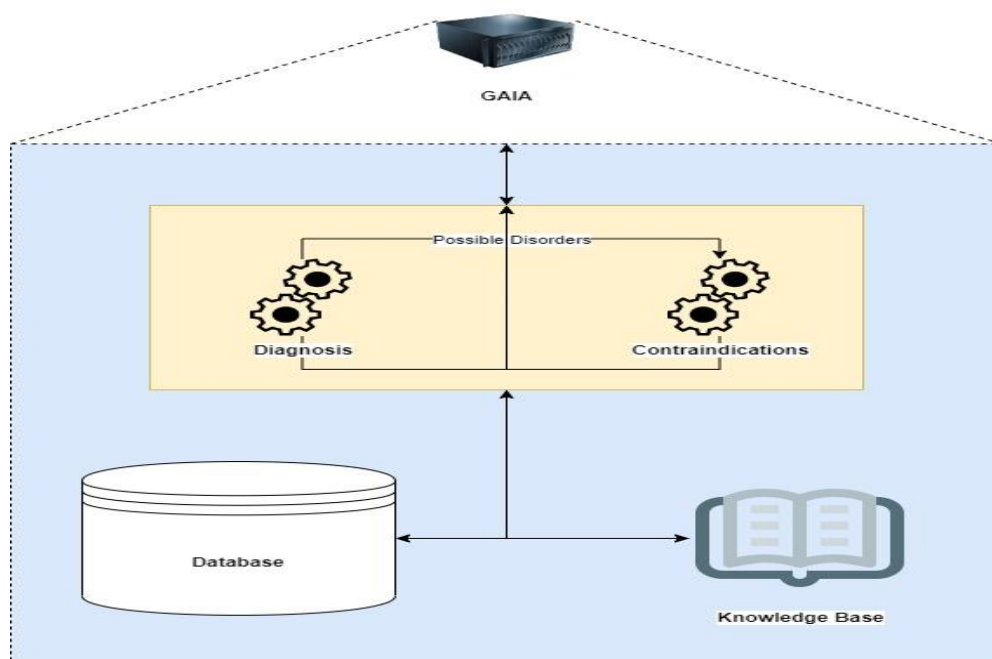 GAIA
Possible Disorders
Diagnosis
Contraindications
Database
Knowledge Base